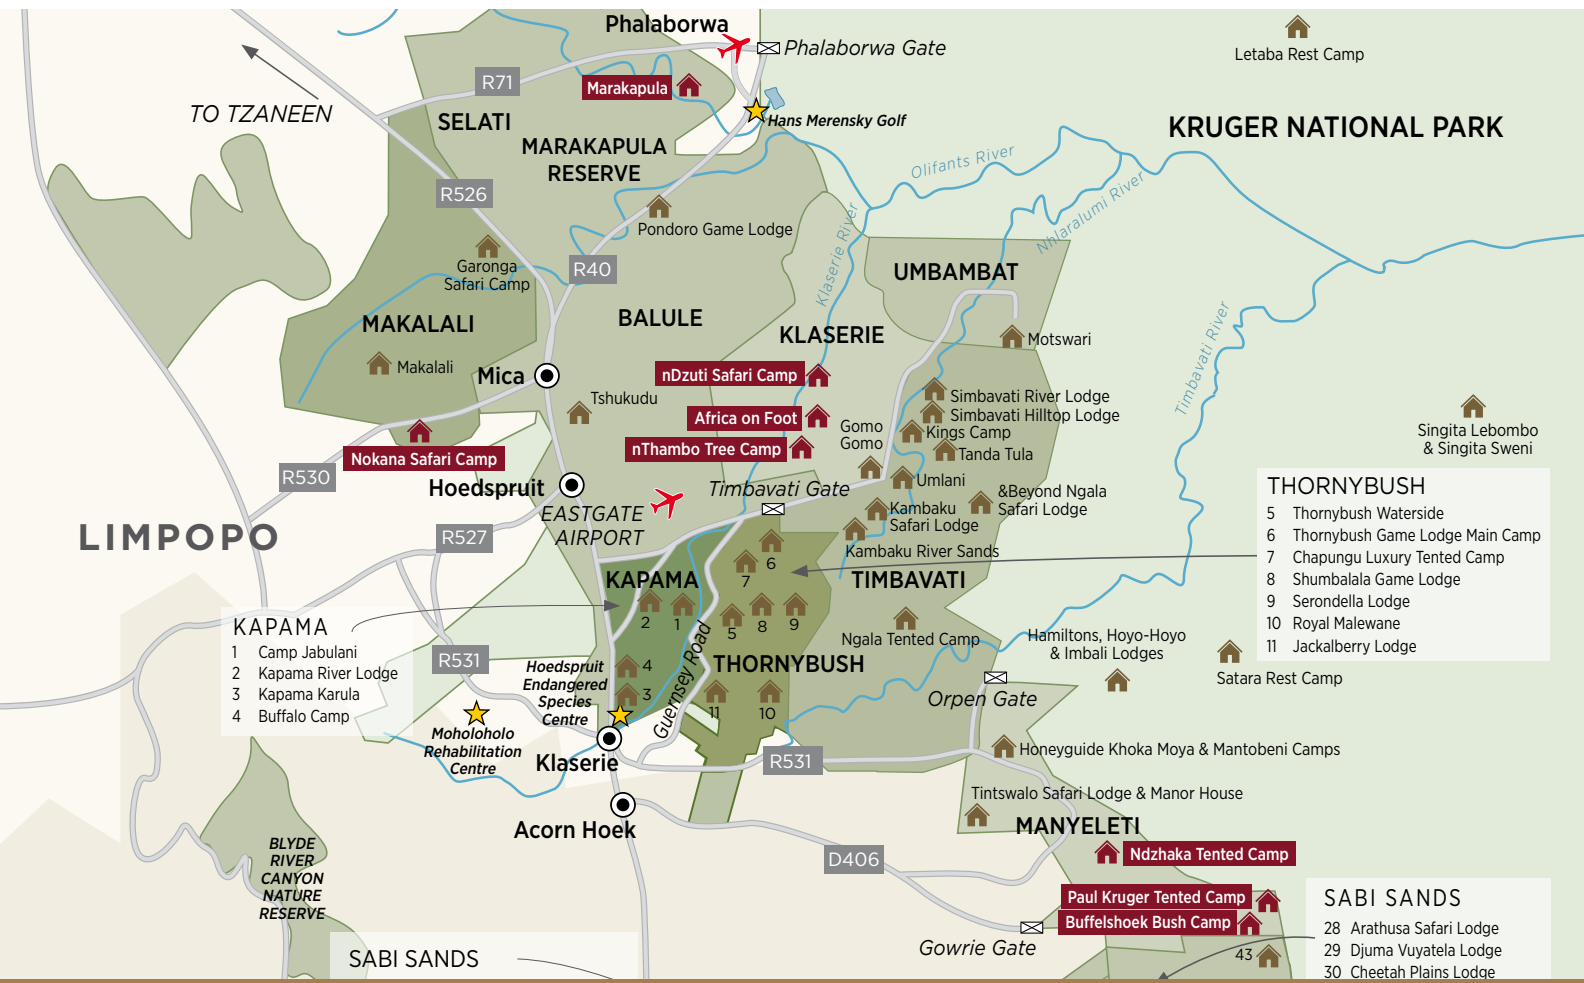 Phalaborwa
Phalaborwa Gate
Letaba Rest Camp
R71
Marakapula
TO TZANEEN
SELATI
Hans Merensky Golf
KRUGER NATIONAL PARK
MARAKAPULA
RESERVE
Olifants River
R526
Nhlaralumi River
Pondoro Game Lodge
Klaserie River
Garonga
Safari Camp
R40
UMBAMBAT
MAKALALI
BALULE
KLASERIE
Motswari
Timbavati River
Makalali
Mica
nDzuti Safari Camp
Tshukudu
Simbavati River Lodge
Africa on Foot
Simbavati Hilltop Lodge
Gomo
Gomo
Kings Camp
nThambo Tree Camp
Tanda Tula
Singita Lebombo
& Singita Sweni
Nokana Safari Camp
R530
Hoedspruit
Timbavati Gate
Umlani
&Beyond Ngala
Safari Lodge
Kambaku
Safari Lodge
EASTGATE
AIRPORT
Kambaku River Sands
LIMPOPO
R527
THORNYBUSH
5 Thornybush Waterside
6 Thornybush Game Lodge Main Camp
7 Chapungu Luxury Tented Camp
8 Shumbalala Game Lodge
9 Serondella Lodge
10 Royal Malewane
11 Jackalberry Lodge
6
7
KAPAMA
TIMBAVATI
2
1
5
8
9
KAPAMA
1 Camp Jabulani
2 Kapama River Lodge
3 Kapama Karula
4 Buffalo Camp
Ngala Tented Camp
Hamiltons, Hoyo-Hoyo
& Imbali Lodges
Satara Rest Camp
R531
Hoedspruit
Endangered
Species
Centre
4
3
Guernsey Road
THORNYBUSH
11
10
Orpen Gate
Moholoholo
Rehabilitation
Centre
Klaserie
R531
Honeyguide Khoka Moya & Mantobeni Camps
Tintswalo Safari Lodge & Manor House
Acorn Hoek
MANYELETI
BLYDE
RIVER
CANYON
NATURE
RESERVE
D406
Ndzhaka Tented Camp
Paul Kruger Tented Camp
Buffelshoek Bush Camp
Gowrie Gate
43
SABI SANDS
SABI SANDS
28 Arathusa Safari Lodge
29 Djuma Vuyatela Lodge
30 Cheetah Plains Lodge